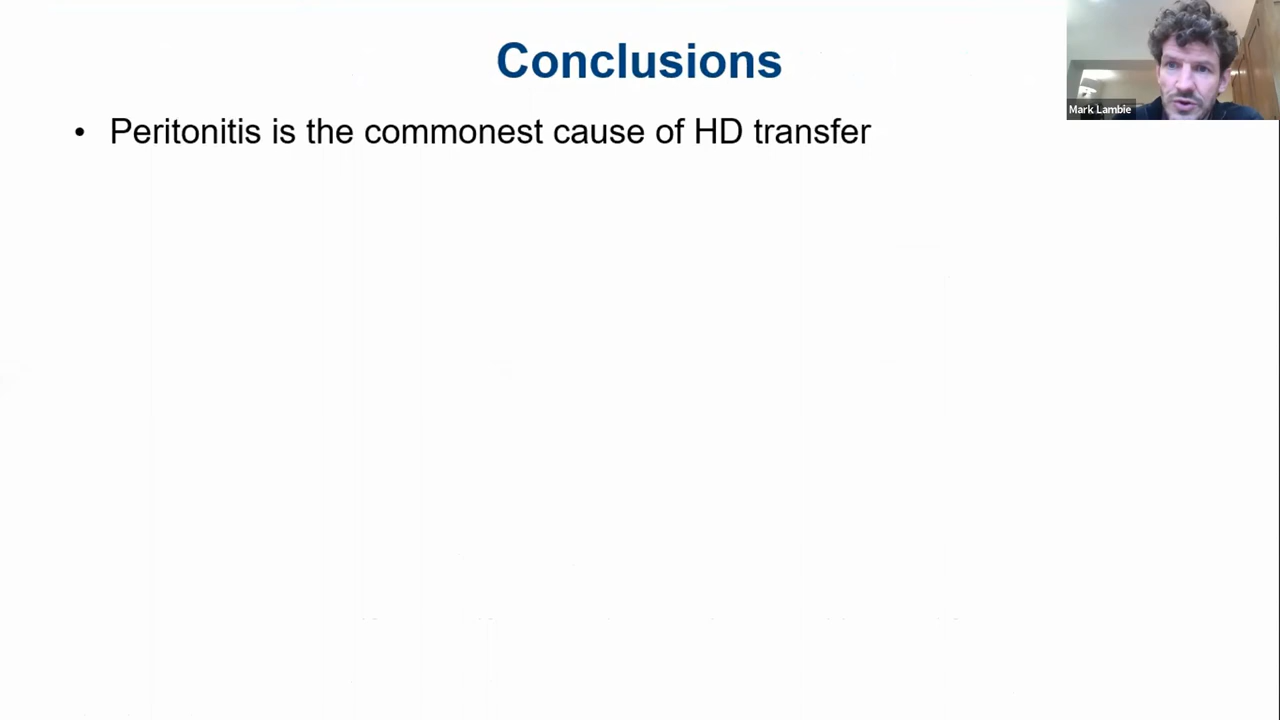 Conclusions
• Peritonitis is the commonest cause of HD transfer
Mark Lambie